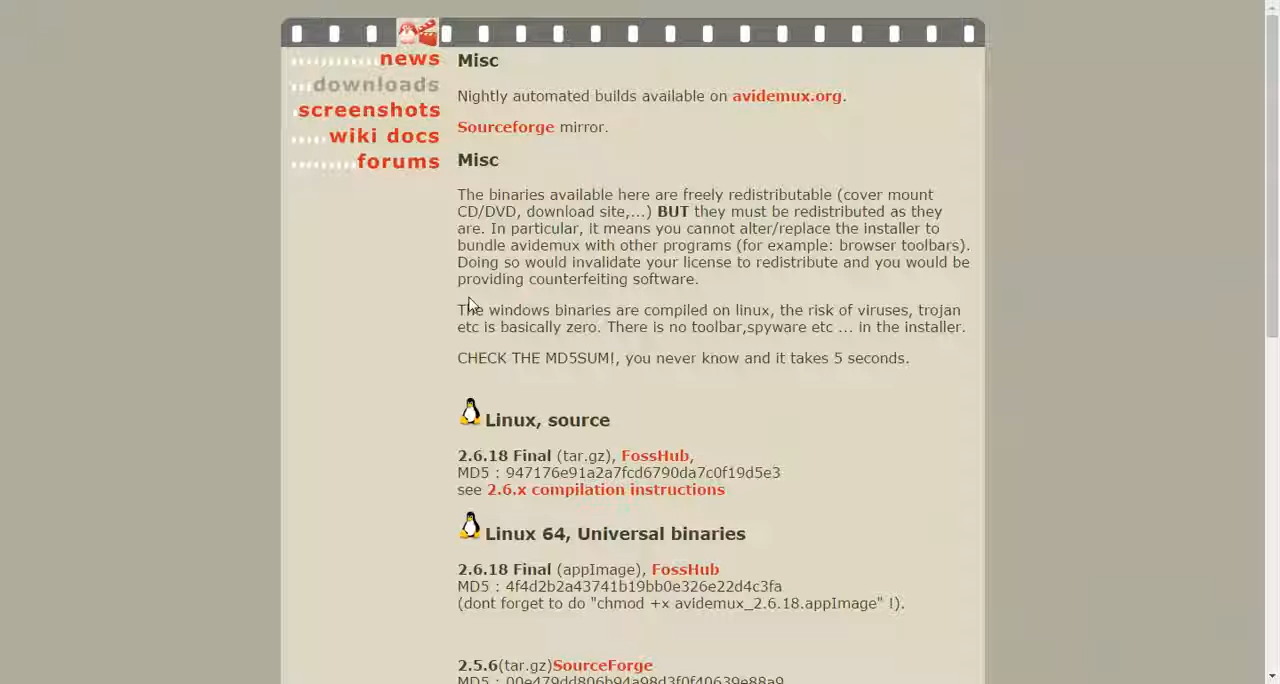 news
downloads
screenshots
wiki docs
forums
Misc
Nightly automated builds available on avidemux.org.
Sourceforge mirror.
Misc
The binaries available here are freely redistributable (cover mount
CD/DVD, download site,...) BUT they must be redistributed as they
are. In particular, it means you cannot alter/replace the installer to
bundle avidemux with other programs (for example: browser toolbars).
Doing so would invalidate your license to redistribute and you would be
providing counterfeiting software.
The windows binaries are compiled on linux, the risk of viruses, trojan
etc is basically zero. There is no toolbar,spyware etc ... in the installer.
CHECK THE MD5SUM!, you never know and it takes 5 seconds.
Linux, source
2.6.18 Final (tar.gz), FossHub,
MD5 : 947176e91a2a7fcd6790da7c0f19d5e3
see 2.6.x compilation instructions
Linux 64, Universal binaries
2.6.18 Final (appImage), FossHub
MD5 : 4f4d2b2a43741b19bb0e326e22d4c3fa
(dont forget to do "chmod +x avidemux_2.6.18.appImage" !).
2.5.6(tar.gz)SourceForge
MD5 : 00e479dd806b94a98d3f0f40639e88a9